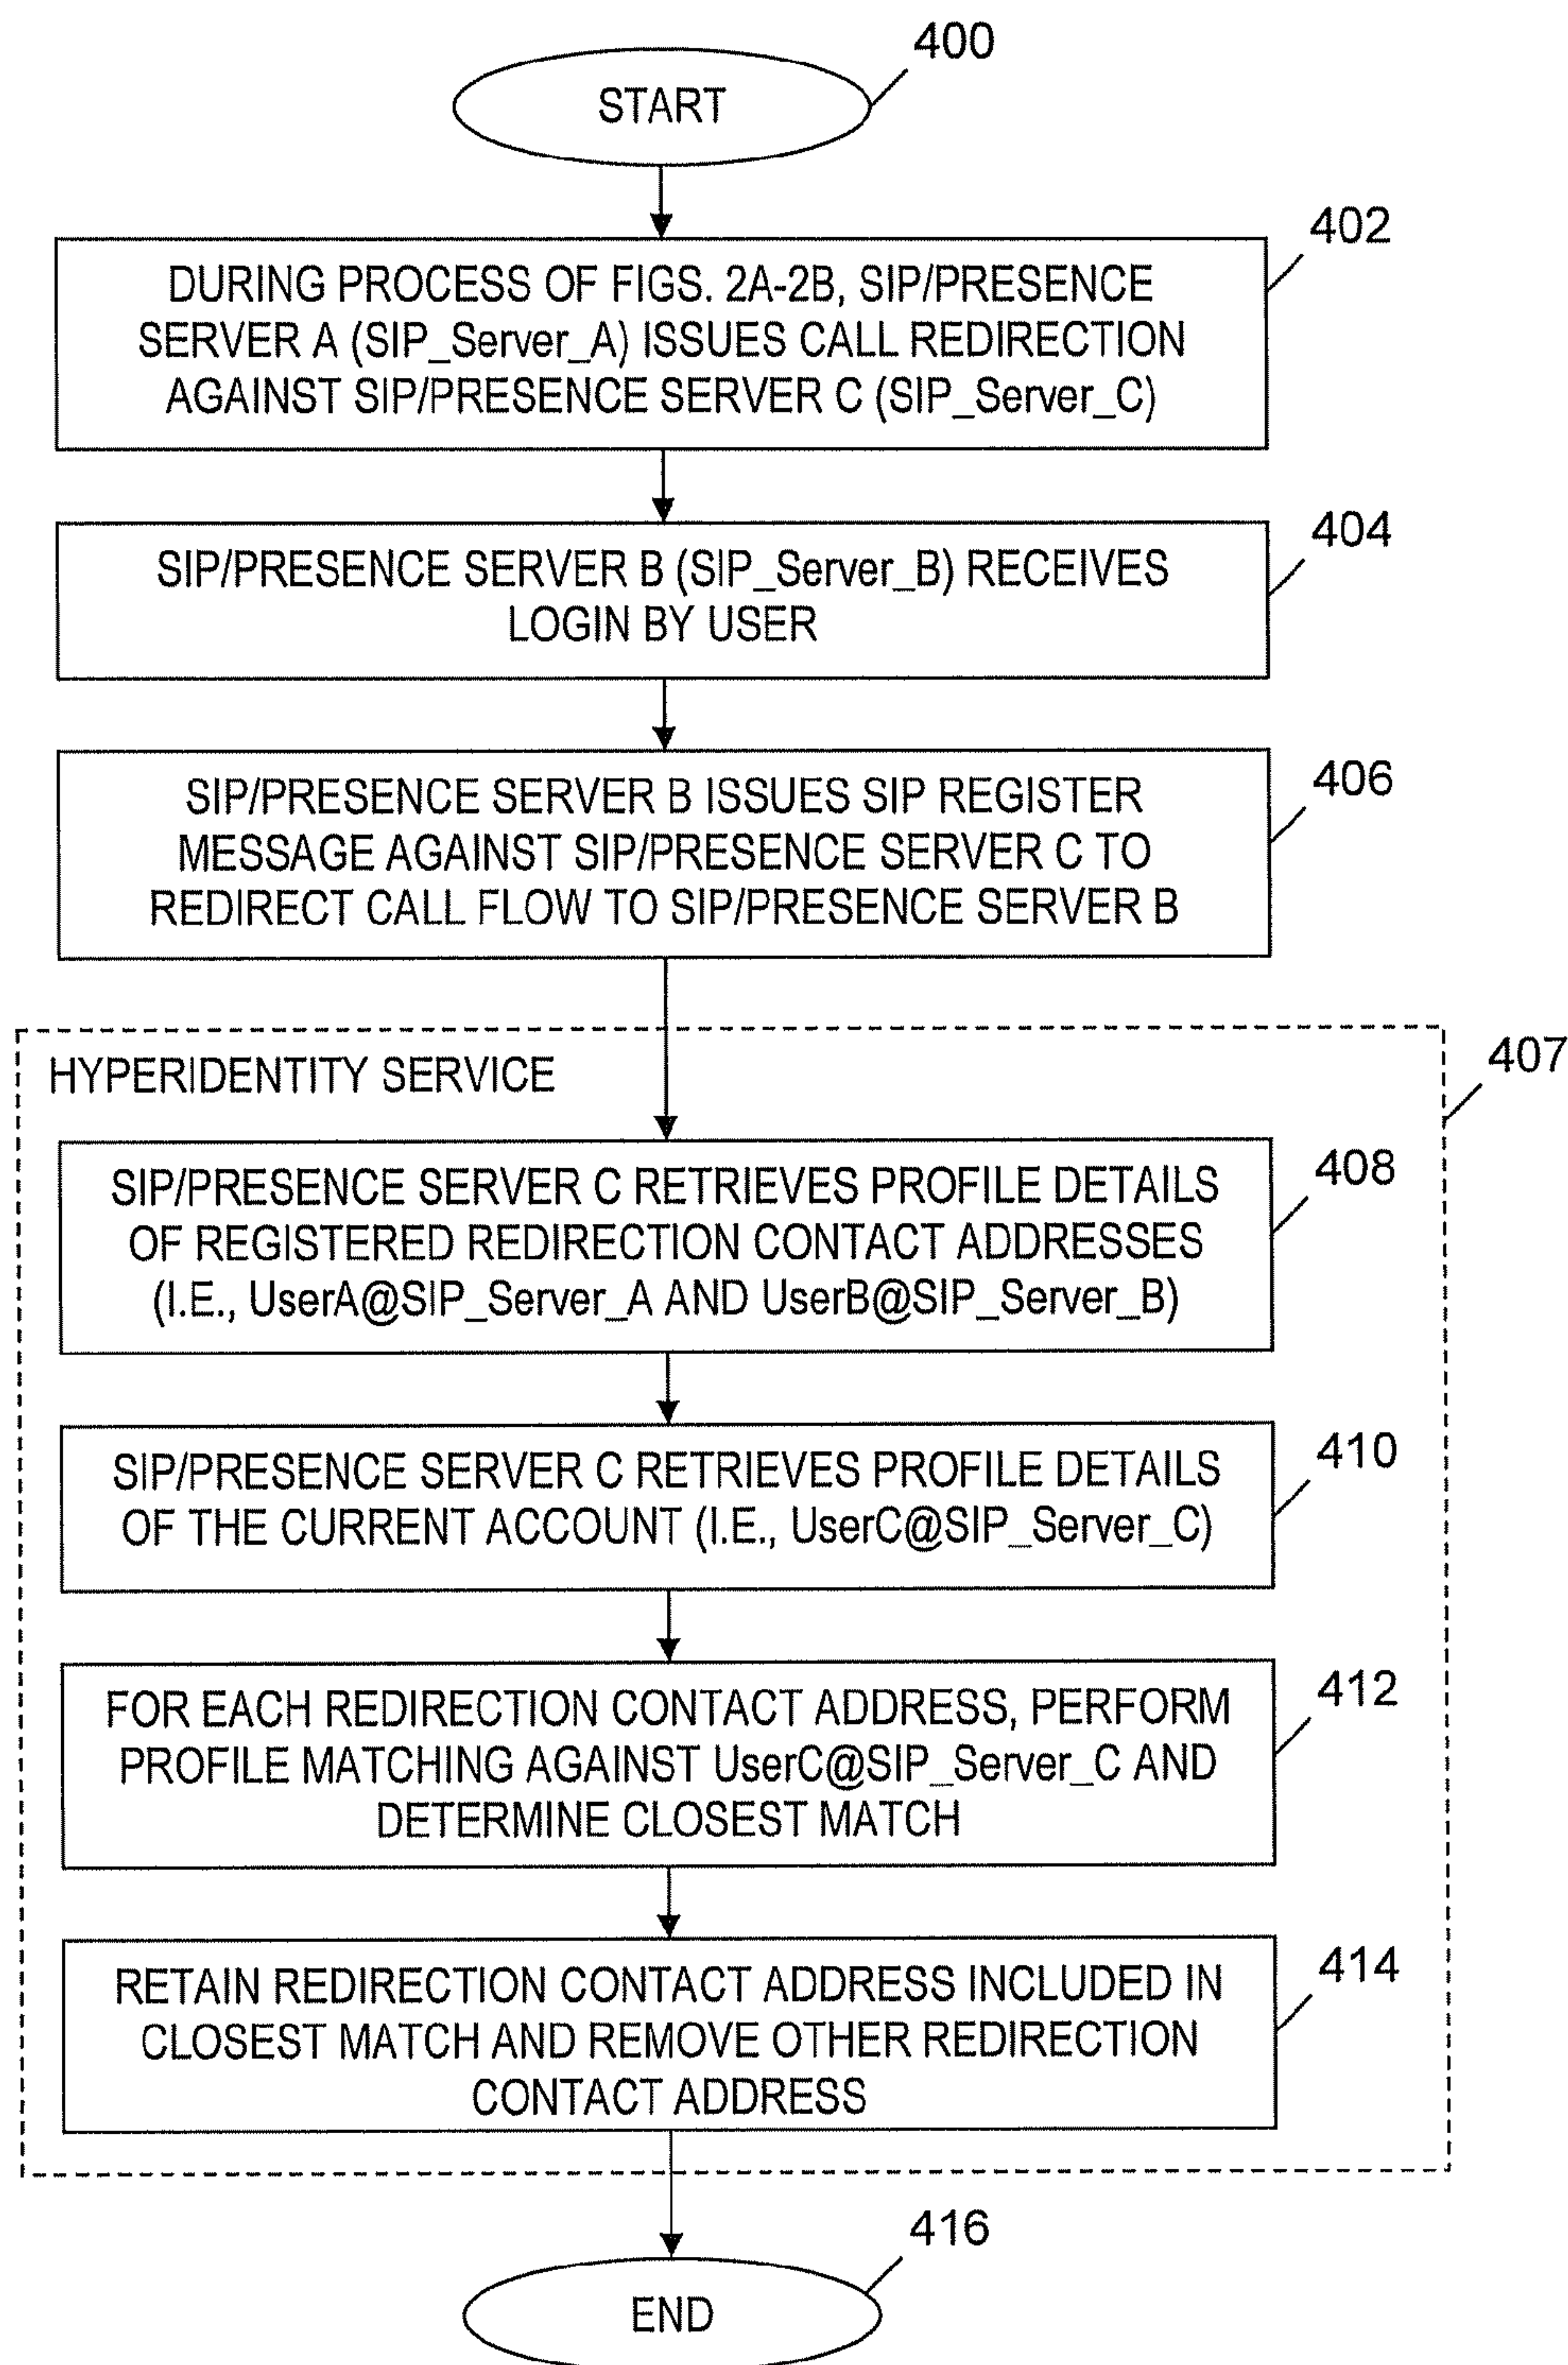 400
START
402
DURING PROCESS OF FIGS. 2A-2B, SIP/PRESENCE
SERVER A (SIP_Server_A) ISSUES CALL REDIRECTION
AGAINST SIP/PRESENCE SERVER C (SIP_Server_C)
404
SIP/PRESENCE SERVER B (SIP_Server_B) RECEIVES
LOGIN BY USER
406
SIP/PRESENCE SERVER B ISSUES SIP REGISTER
MESSAGE AGAINST SIP/PRESENCE SERVER C TO
REDIRECT CALL FLOW TO SIP/PRESENCE SERVER B
407
HYPERIDENTITY SERVICE
408
SIP/PRESENCE SERVER C RETRIEVES PROFILE DETAILS
OF REGISTERED REDIRECTION CONTACT ADDRESSES
(I.E., UserA@SIP_Server_A AND UserB@SIP_Server_B)
410
SIP/PRESENCE SERVER C RETRIEVES PROFILE DETAILS
OF THE CURRENT ACCOUNT (I.E., UserC@SIP_Server_C)
412
FOR EACH REDIRECTION CONTACT ADDRESS, PERFORM
PROFILE MATCHING AGAINST UserC@SIP_Server_C AND
DETERMINE CLOSEST MATCH
414
RETAIN REDIRECTION CONTACT ADDRESS INCLUDED IN
CLOSEST MATCH AND REMOVE OTHER REDIRECTION
CONTACT ADDRESS
416
END